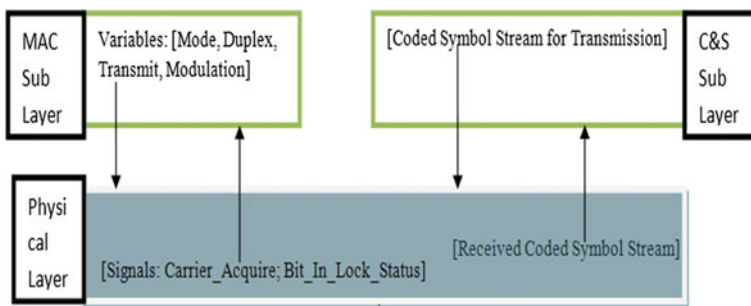 MAC
Sub
Layer
Variables: [Mode, Duplex,
Transmit, Modulation]
[Coded Symbol Stream for Transmission]
C&S
Sub
Layer
Physi
cal
Layer
[Signals: Carrier_Acquire; Bit_In_Lock_Status]
[Received Coded Symbol Stream]